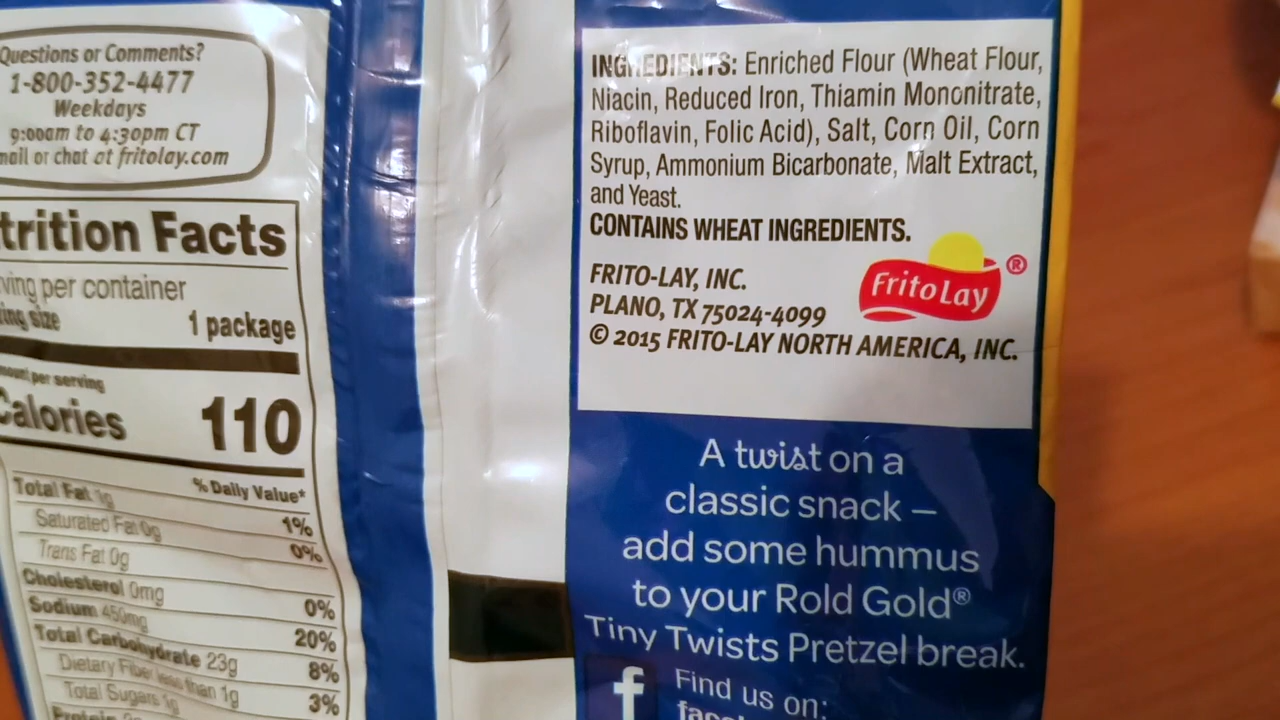 Questions or Comments?
1-800-352-4477
Weekdays
9:00am to 4:30pm CT
mail or chat at fritolay.com
trition Facts
ving per container
ing size 1 package
mount per serving
Calories 110
% Daily Value*
Total Fat 1g 1%
Saturated Fat 0g 0%
Trans Fat 0g
Cholesterol 0mg 0%
Sodium 450mg 20%
Total Carbohydrate 23g 8%
Dietary Fiber less than 1g 3%
Total Sugars 1g
Protein
INGREDIENTS: Enriched Flour (Wheat Flour,
Niacin, Reduced Iron, Thiamin Mononitrate,
Riboflavin, Folic Acid), Salt, Corn Oil, Corn
Syrup, Ammonium Bicarbonate, Malt Extract,
and Yeast.
CONTAINS WHEAT INGREDIENTS.
FRITO-LAY, INC.
PLANO, TX 75024-4099
© 2015 FRITO-LAY NORTH AMERICA, INC.
Frito Lay ®
A twist on a
classic snack –
add some hummus
to your Rold Gold®
Tiny Twists Pretzel break.
f Find us on: